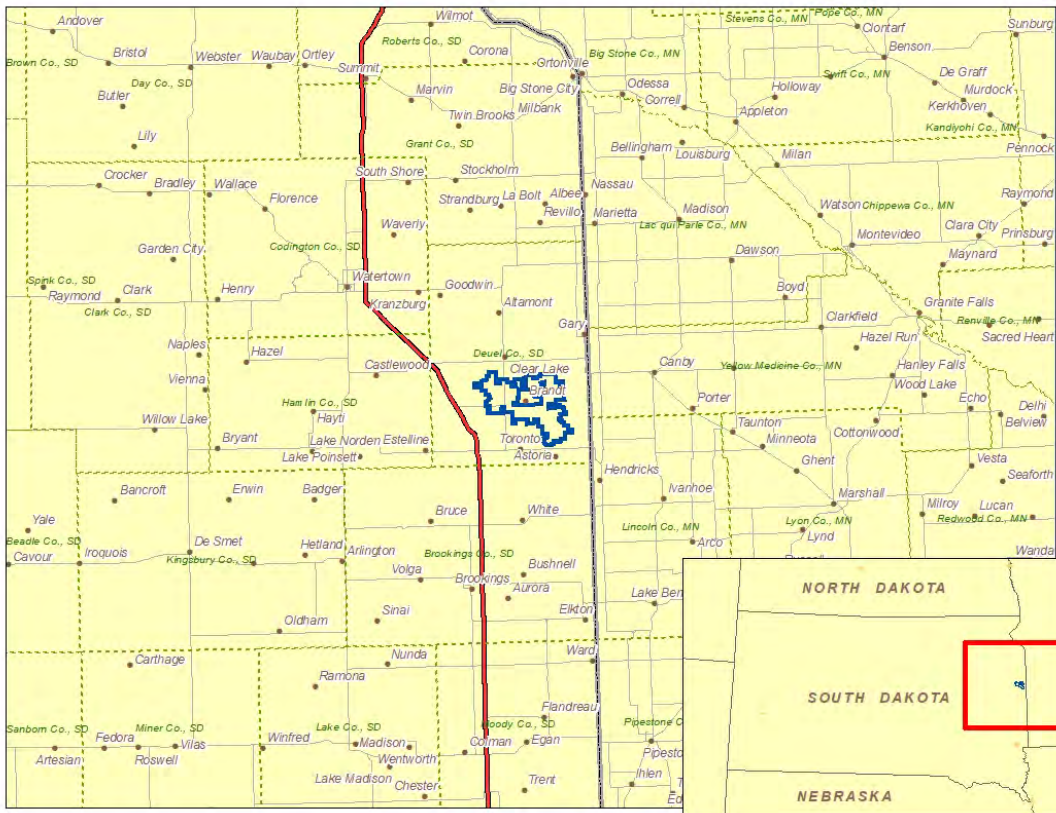 Andover
Wilmot
Stevens Co., MN
Pope Co., MN
Clontarf
Sunburg
Bristol
Webster
Waubay
Ortley
Roberts Co., SD
Corona
Ortonville
Big Stone Co., MN
Benson
Brown Co., SD
Day Co., SD
Summit
Big Stone City
Odessa
Swift Co., MN
De Graff
Butler
Marvin
Milbank
Correll
Holloway
Murdock
Twin Brooks
Appleton
Kerkhoven
Lily
Grant Co., SD
Kandiyohi Co., MN
Bellingham
Louisburg
Milan
Pennock
Crocker
Bradley
Wallace
South Shore
Stockholm
Florence
Strandburg
La Bolt
Albee
Nassau
Raymond
Revillo
Marietta
Madison
Watson
Chippewa Co., MN
Waverly
Lac qui Parle Co., MN
Clara City
Garden City
Codington Co., SD
Montevideo
Prinsburg
Dawson
Maynard
Spink Co., SD
Watertown
Raymond
Clark
Henry
Goodwin
Boyd
Clark Co., SD
Kranzburg
Altamont
Granite Falls
Gary
Clarkfield
Renville Co., MN
Sacred Heart
Naples
Hazel
Deuel Co., SD
Hazel Run
Castlewood
Clear Lake
Canby
Yellow Medicine Co., MN
Hanley Falls
Vienna
Brandt
Wood Lake
Hamlin Co., SD
Porter
Echo
Delhi
Willow Lake
Hayti
Taunton
Cottonwood
Belview
Bryant
Lake Norden
Estelline
Toronto
Minneota
Lake Poinsett
Astoria
Ghent
Vesta
Hendricks
Seaforth
Bancroft
Erwin
Badger
Ivanhoe
Marshall
Milroy
Lucan
Yale
Bruce
White
Lincoln Co., MN
Lyon Co., MN
Redwood Co., MN
Beadle Co., SD
De Smet
Hetland
Arlington
Arco
Lynd
Cavour
Iroquois
Kingsbury Co., SD
Brookings Co., SD
Wanda
Volga
Bushnell
Brookings
Aurora
Lake Ben
Sinai
Elkton
NORTH DAKOTA
Oldham
Carthage
Nunda
Ward
Ramona
SOUTH DAKOTA
Flandreau
Sanborn Co., SD
Miner Co., SD
Lake Co., SD
Moody Co., SD
Pipestone C
Fedora
Vilas
Winfred
Madison
Colman
Egan
Pipest
Artesian
Roswell
Wentworth
Lake Madison
Trent
Ihlen
Chester
Ed
NEBRASKA